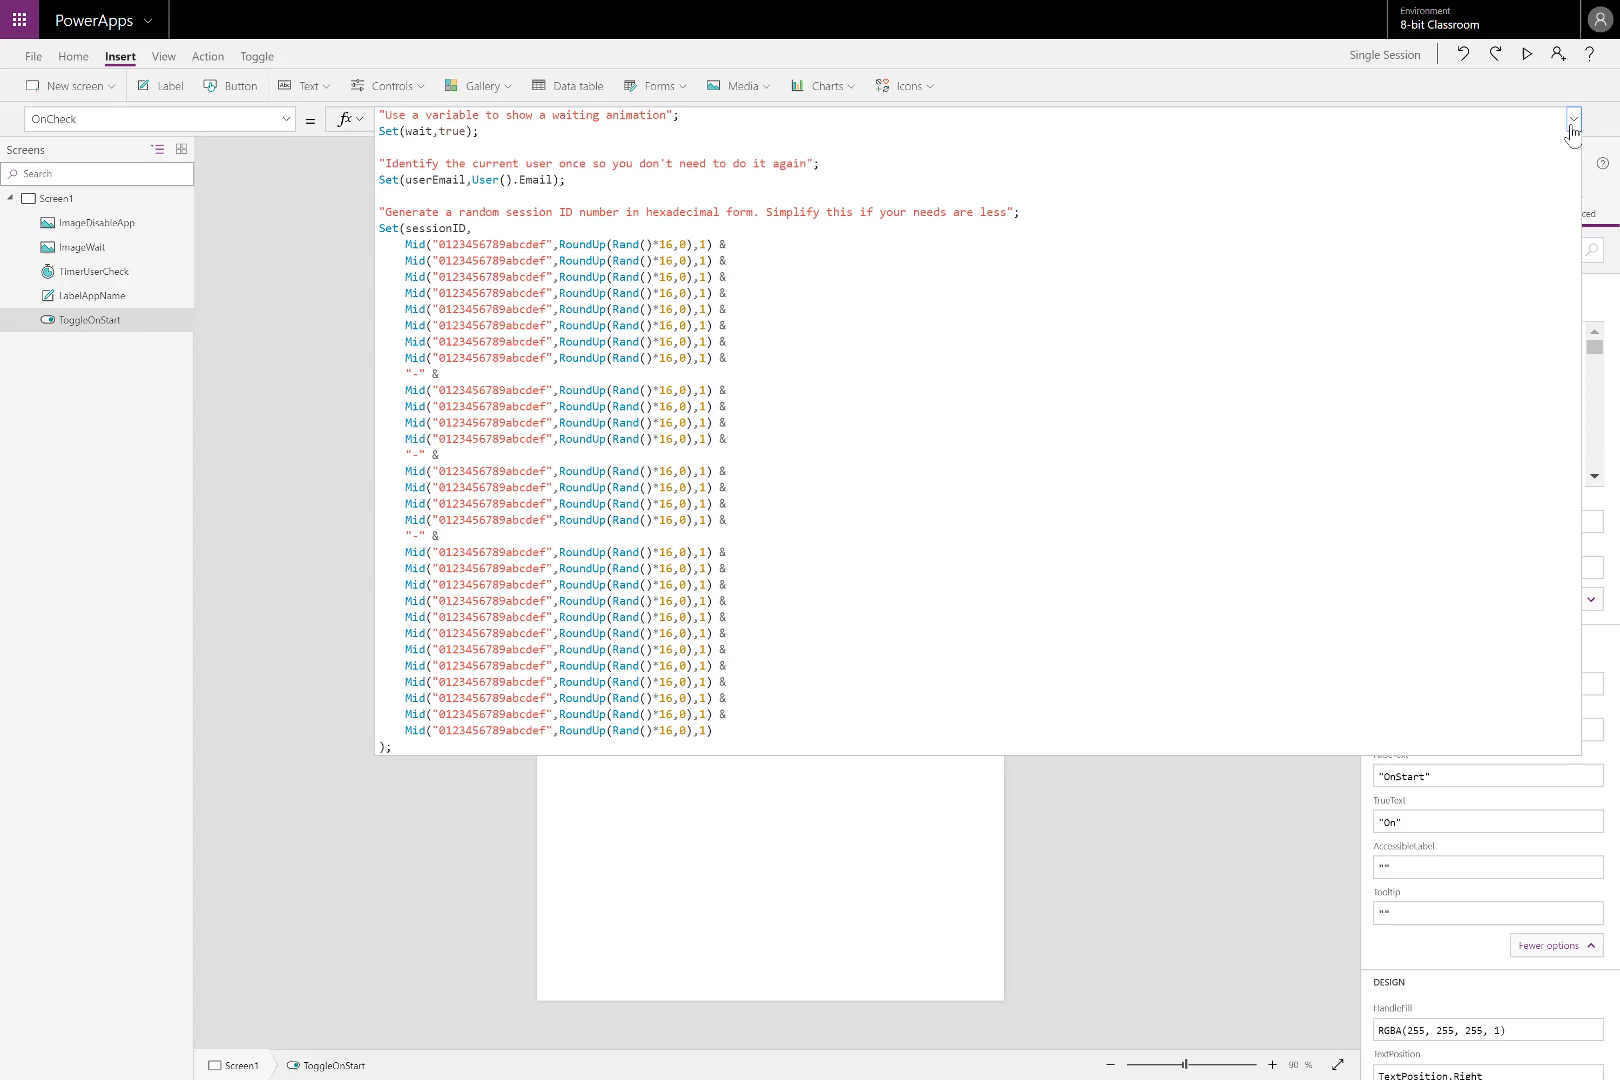 PowerApps
Environment
8-bit Classroom
File Home Insert View Action Toggle
Single Session
?
New screen Label Button Text Controls Gallery Data table Forms Media Charts Icons
OnCheck
=
fx
"Use a variable to show a waiting animation";
Set(wait,true);
"Identify the current user once so you don't need to do it again";
Set(userEmail,User().Email);
"Generate a random session ID number in hexadecimal form. Simplify this if your needs are less";
Set(sessionID,
Mid("0123456789abcdef",RoundUp(Rand()*16,0),1) &
Mid("0123456789abcdef",RoundUp(Rand()*16,0),1) &
Mid("0123456789abcdef",RoundUp(Rand()*16,0),1) &
Mid("0123456789abcdef",RoundUp(Rand()*16,0),1) &
Mid("0123456789abcdef",RoundUp(Rand()*16,0),1) &
Mid("0123456789abcdef",RoundUp(Rand()*16,0),1) &
Mid("0123456789abcdef",RoundUp(Rand()*16,0),1) &
Mid("0123456789abcdef",RoundUp(Rand()*16,0),1) &
"-" &
Mid("0123456789abcdef",RoundUp(Rand()*16,0),1) &
Mid("0123456789abcdef",RoundUp(Rand()*16,0),1) &
Mid("0123456789abcdef",RoundUp(Rand()*16,0),1) &
Mid("0123456789abcdef",RoundUp(Rand()*16,0),1) &
"-" &
Mid("0123456789abcdef",RoundUp(Rand()*16,0),1) &
Mid("0123456789abcdef",RoundUp(Rand()*16,0),1) &
Mid("0123456789abcdef",RoundUp(Rand()*16,0),1) &
Mid("0123456789abcdef",RoundUp(Rand()*16,0),1) &
"-" &
Mid("0123456789abcdef",RoundUp(Rand()*16,0),1) &
Mid("0123456789abcdef",RoundUp(Rand()*16,0),1) &
Mid("0123456789abcdef",RoundUp(Rand()*16,0),1) &
Mid("0123456789abcdef",RoundUp(Rand()*16,0),1) &
Mid("0123456789abcdef",RoundUp(Rand()*16,0),1) &
Mid("0123456789abcdef",RoundUp(Rand()*16,0),1) &
Mid("0123456789abcdef",RoundUp(Rand()*16,0),1) &
Mid("0123456789abcdef",RoundUp(Rand()*16,0),1) &
Mid("0123456789abcdef",RoundUp(Rand()*16,0),1) &
Mid("0123456789abcdef",RoundUp(Rand()*16,0),1) &
Mid("0123456789abcdef",RoundUp(Rand()*16,0),1) &
Mid("0123456789abcdef",RoundUp(Rand()*16,0),1)
);
Screens
Search
Screen1
ImageDisableApp
ImageWait
TimerUserCheck
LabelAppName
ToggleOnStart
"OnStart"
TrueText
"On"
AccessibleLabel
""
Tooltip
""
Fewer options
DESIGN
HandleFill
RGBA(255, 255, 255, 1)
TextPosition
TextPosition.Right
Screen1 ToggleOnStart
90 %